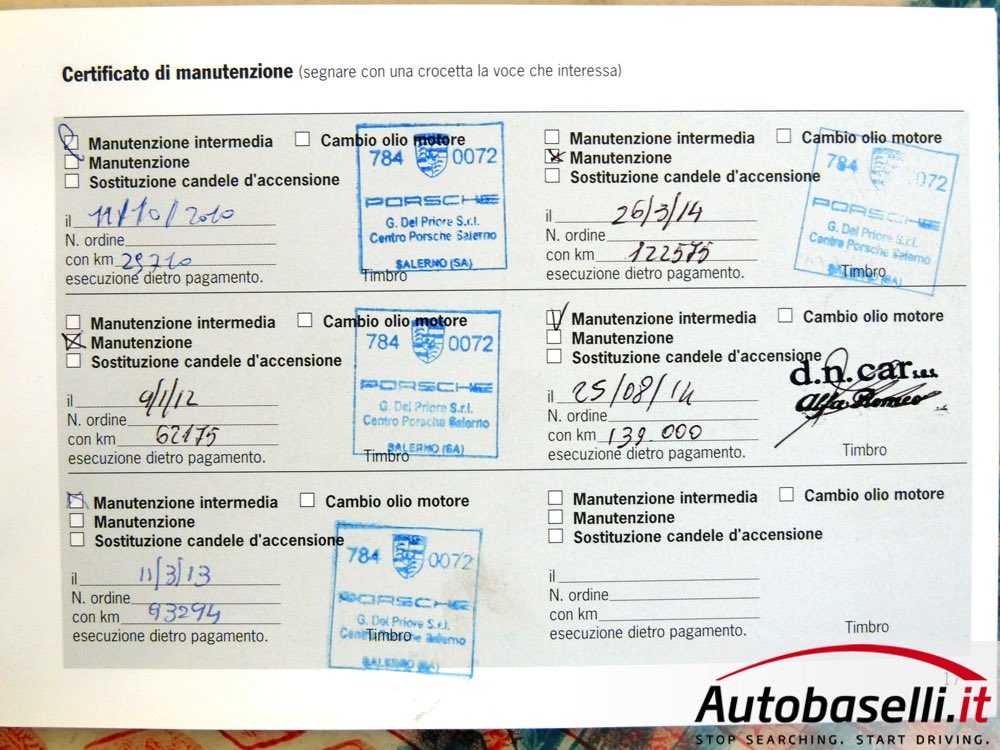 Certificato di manutenzione (segnare con una crocetta la voce che interessa)
Manutenzione intermedia Cambio olio motore
Manutenzione
Sostituzione candele d'accensione
il 11/10/2010
N. ordine
con km 29710
esecuzione dietro pagamento.
784 0072
PORSCHE
G. Del Priore S.r.l.
Centro Porsche Salerno
SALERNO (SA)
Timbro
Manutenzione intermedia Cambio olio motore
Manutenzione
Sostituzione candele d'accensione
il 9/1/12
N. ordine
con km 62175
esecuzione dietro pagamento.
784 0072
PORSCHE
G. Del Priore S.r.l.
Centro Porsche Salerno
SALERNO (SA)
Timbro
Manutenzione intermedia Cambio olio motore
Manutenzione
Sostituzione candele d'accensione
il 11/3/13
N. ordine
con km 93294
esecuzione dietro pagamento.
784 0072
PORSCHE
G. Del Priore S.r.l.
Centro Porsche Salerno
SALERNO (SA)
Timbro
Manutenzione intermedia Cambio olio motore
Manutenzione
Sostituzione candele d'accensione
il 26/3/14
N. ordine
con km 122575
esecuzione dietro pagamento.
784 0072
PORSCHE
G. Del Priore S.r.l.
Centro Porsche Salerno
SALERNO (SA)
Timbro
Manutenzione intermedia Cambio olio motore
Manutenzione
Sostituzione candele d'accensione
il 25/08/14
N. ordine
con km 139.000
esecuzione dietro pagamento.
d.n.car s.a.s.
Alfa Romeo
Timbro
Manutenzione intermedia Cambio olio motore
Manutenzione
Sostituzione candele d'accensione
il
N. ordine
con km
esecuzione dietro pagamento.
Timbro
17
Autobaselli.it
STOP SEARCHING. START DRIVING.